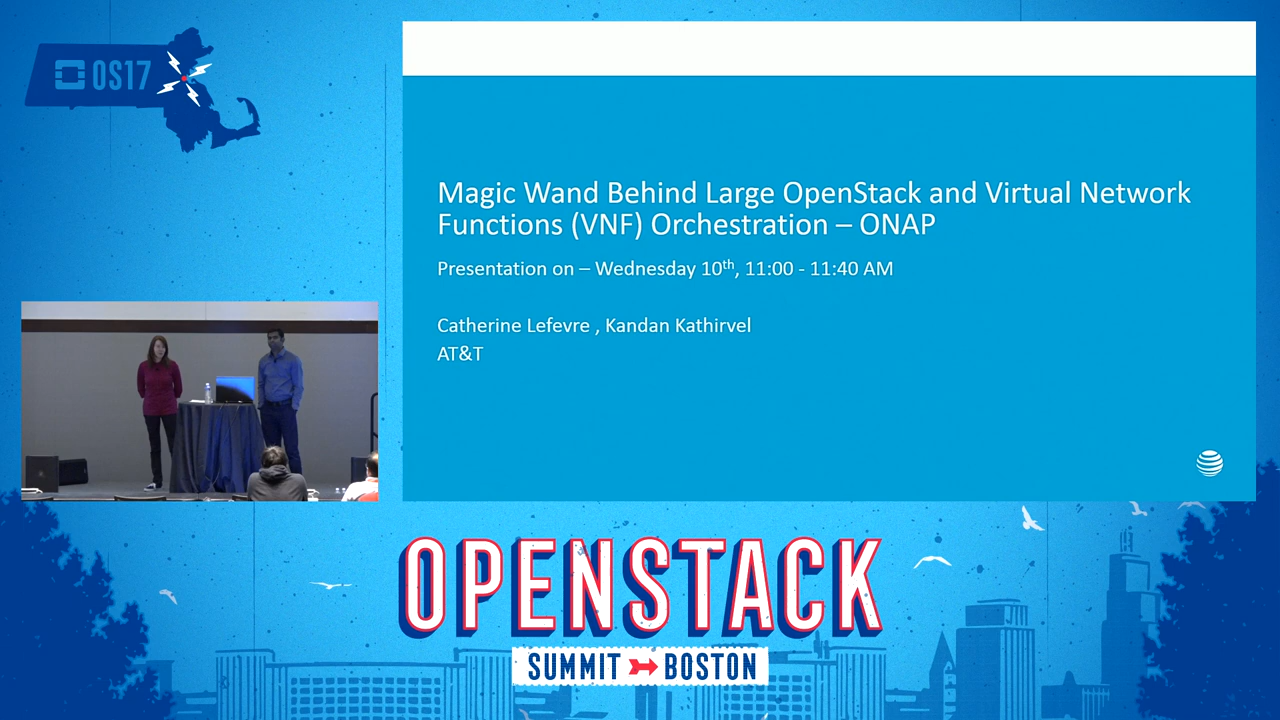 OS17
Magic Wand Behind Large OpenStack and Virtual Network
Functions (VNF) Orchestration – ONAP
Presentation on – Wednesday 10th, 11:00 - 11:40 AM
Catherine Lefevre , Kandan Kathirvel
AT&T
OPENSTACK
SUMMIT BOSTON